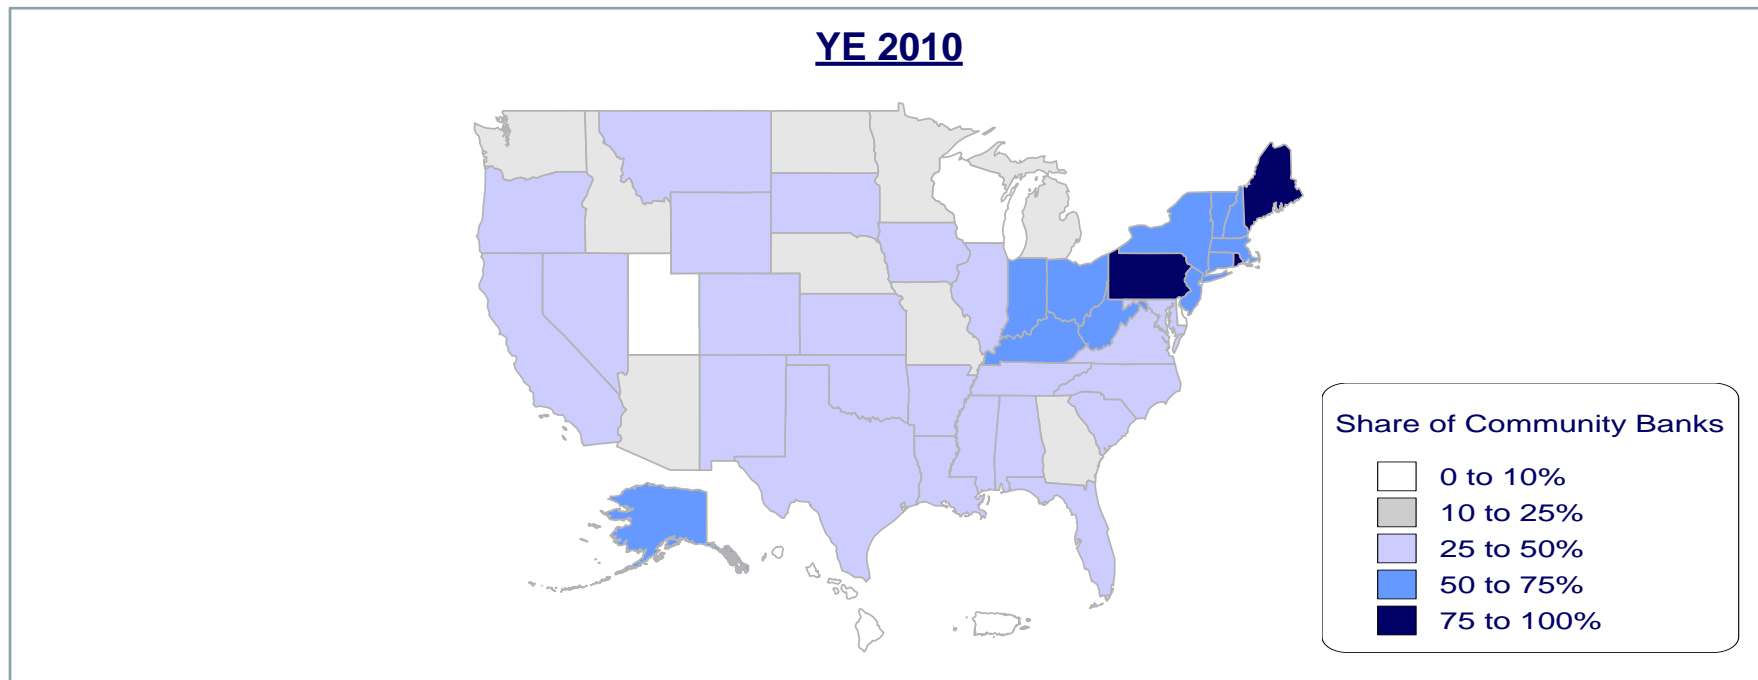 YE 2010
Share of Community Banks
0 to 10%
10 to 25%
25 to 50%
50 to 75%
75 to 100%